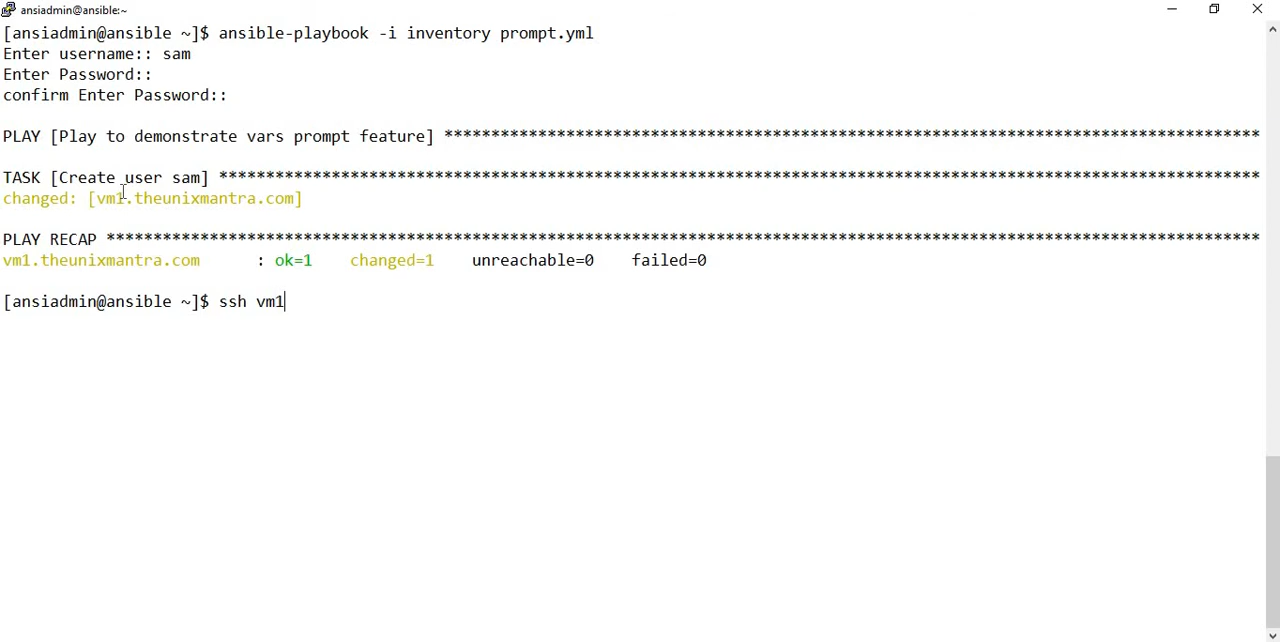 ansiadmin@ansible:~
[ansiadmin@ansible ~]$ ansible-playbook -i inventory prompt.yml
Enter username:: sam
Enter Password::
confirm Enter Password::
PLAY [Play to demonstrate vars prompt feature] ***************************************************************************************
TASK [Create user sam] ***************************************************************************************************************
changed: [vm1.theunixmantra.com]
PLAY RECAP ***************************************************************************************************************************
vm1.theunixmantra.com      : ok=1    changed=1    unreachable=0    failed=0
[ansiadmin@ansible ~]$ ssh vm1